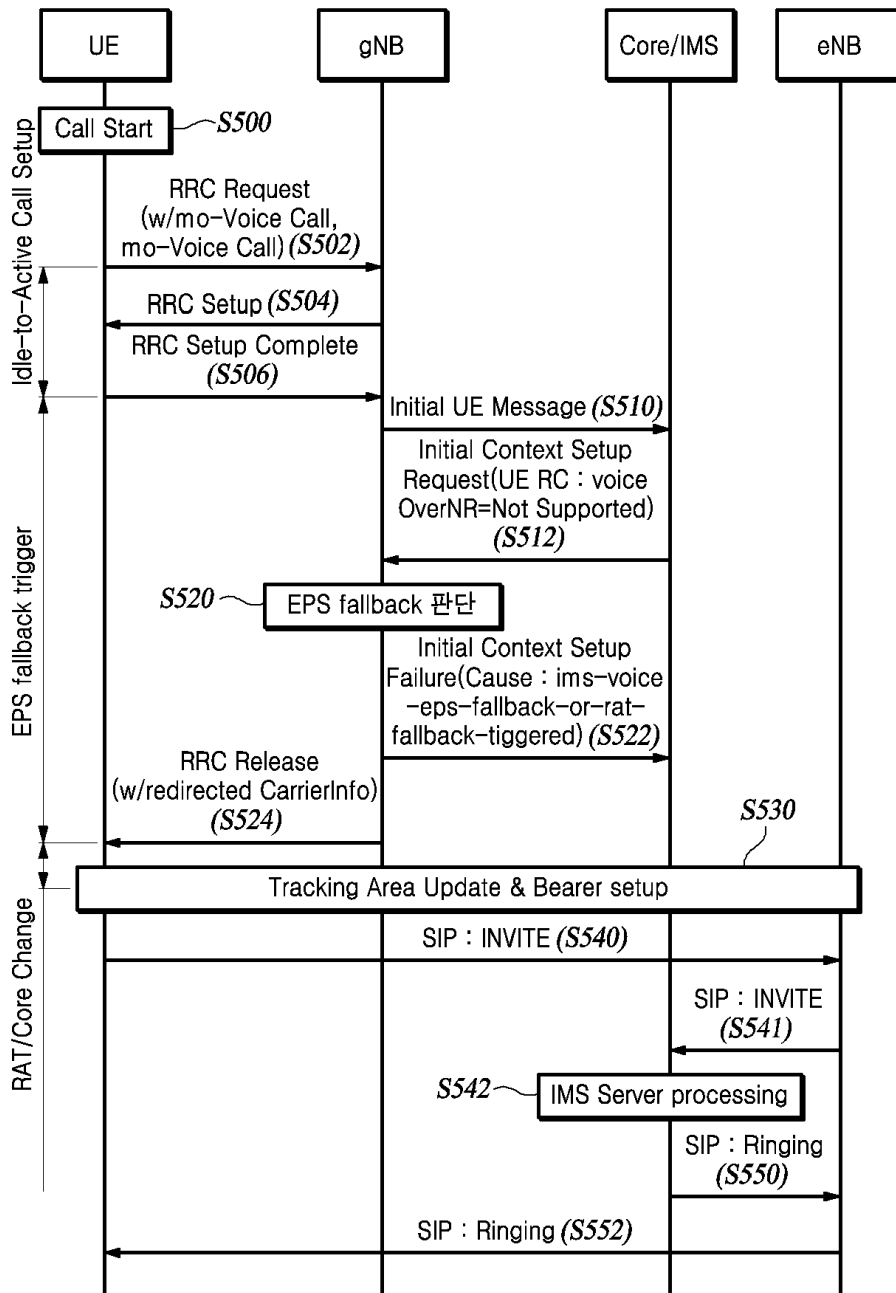 UE
gNB
Core/IMS
eNB
Call Start
S500
Idle-to-Active Call Setup
RRC Request
(w/mo-Voice Call,
mo-Voice Call) (S502)
RRC Setup (S504)
RRC Setup Complete
(S506)
EPS fallback trigger
Initial UE Message (S510)
Initial Context Setup
Request(UE RC : voice
OverNR=Not Supported)
(S512)
S520
EPS fallback 판단
Initial Context Setup
Failure(Cause : ims-voice
-eps-fallback-or-rat-
fallback-tiggered) (S522)
RRC Release
(w/redirected CarrierInfo)
(S524)
S530
Tracking Area Update & Bearer setup
RAT/Core Change
SIP : INVITE (S540)
SIP : INVITE
(S541)
S542
IMS Server processing
SIP : Ringing
(S550)
SIP : Ringing (S552)